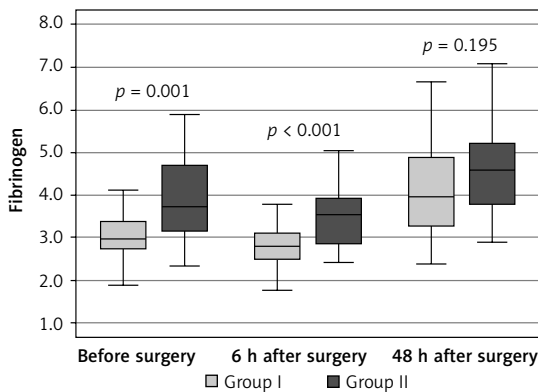 8.0
7.0
6.0
5.0
4.0
3.0
2.0
1.0
Fibrinogen
p = 0.001
p < 0.001
p = 0.195
Before surgery 6 h after surgery 48 h after surgery
Group I Group II